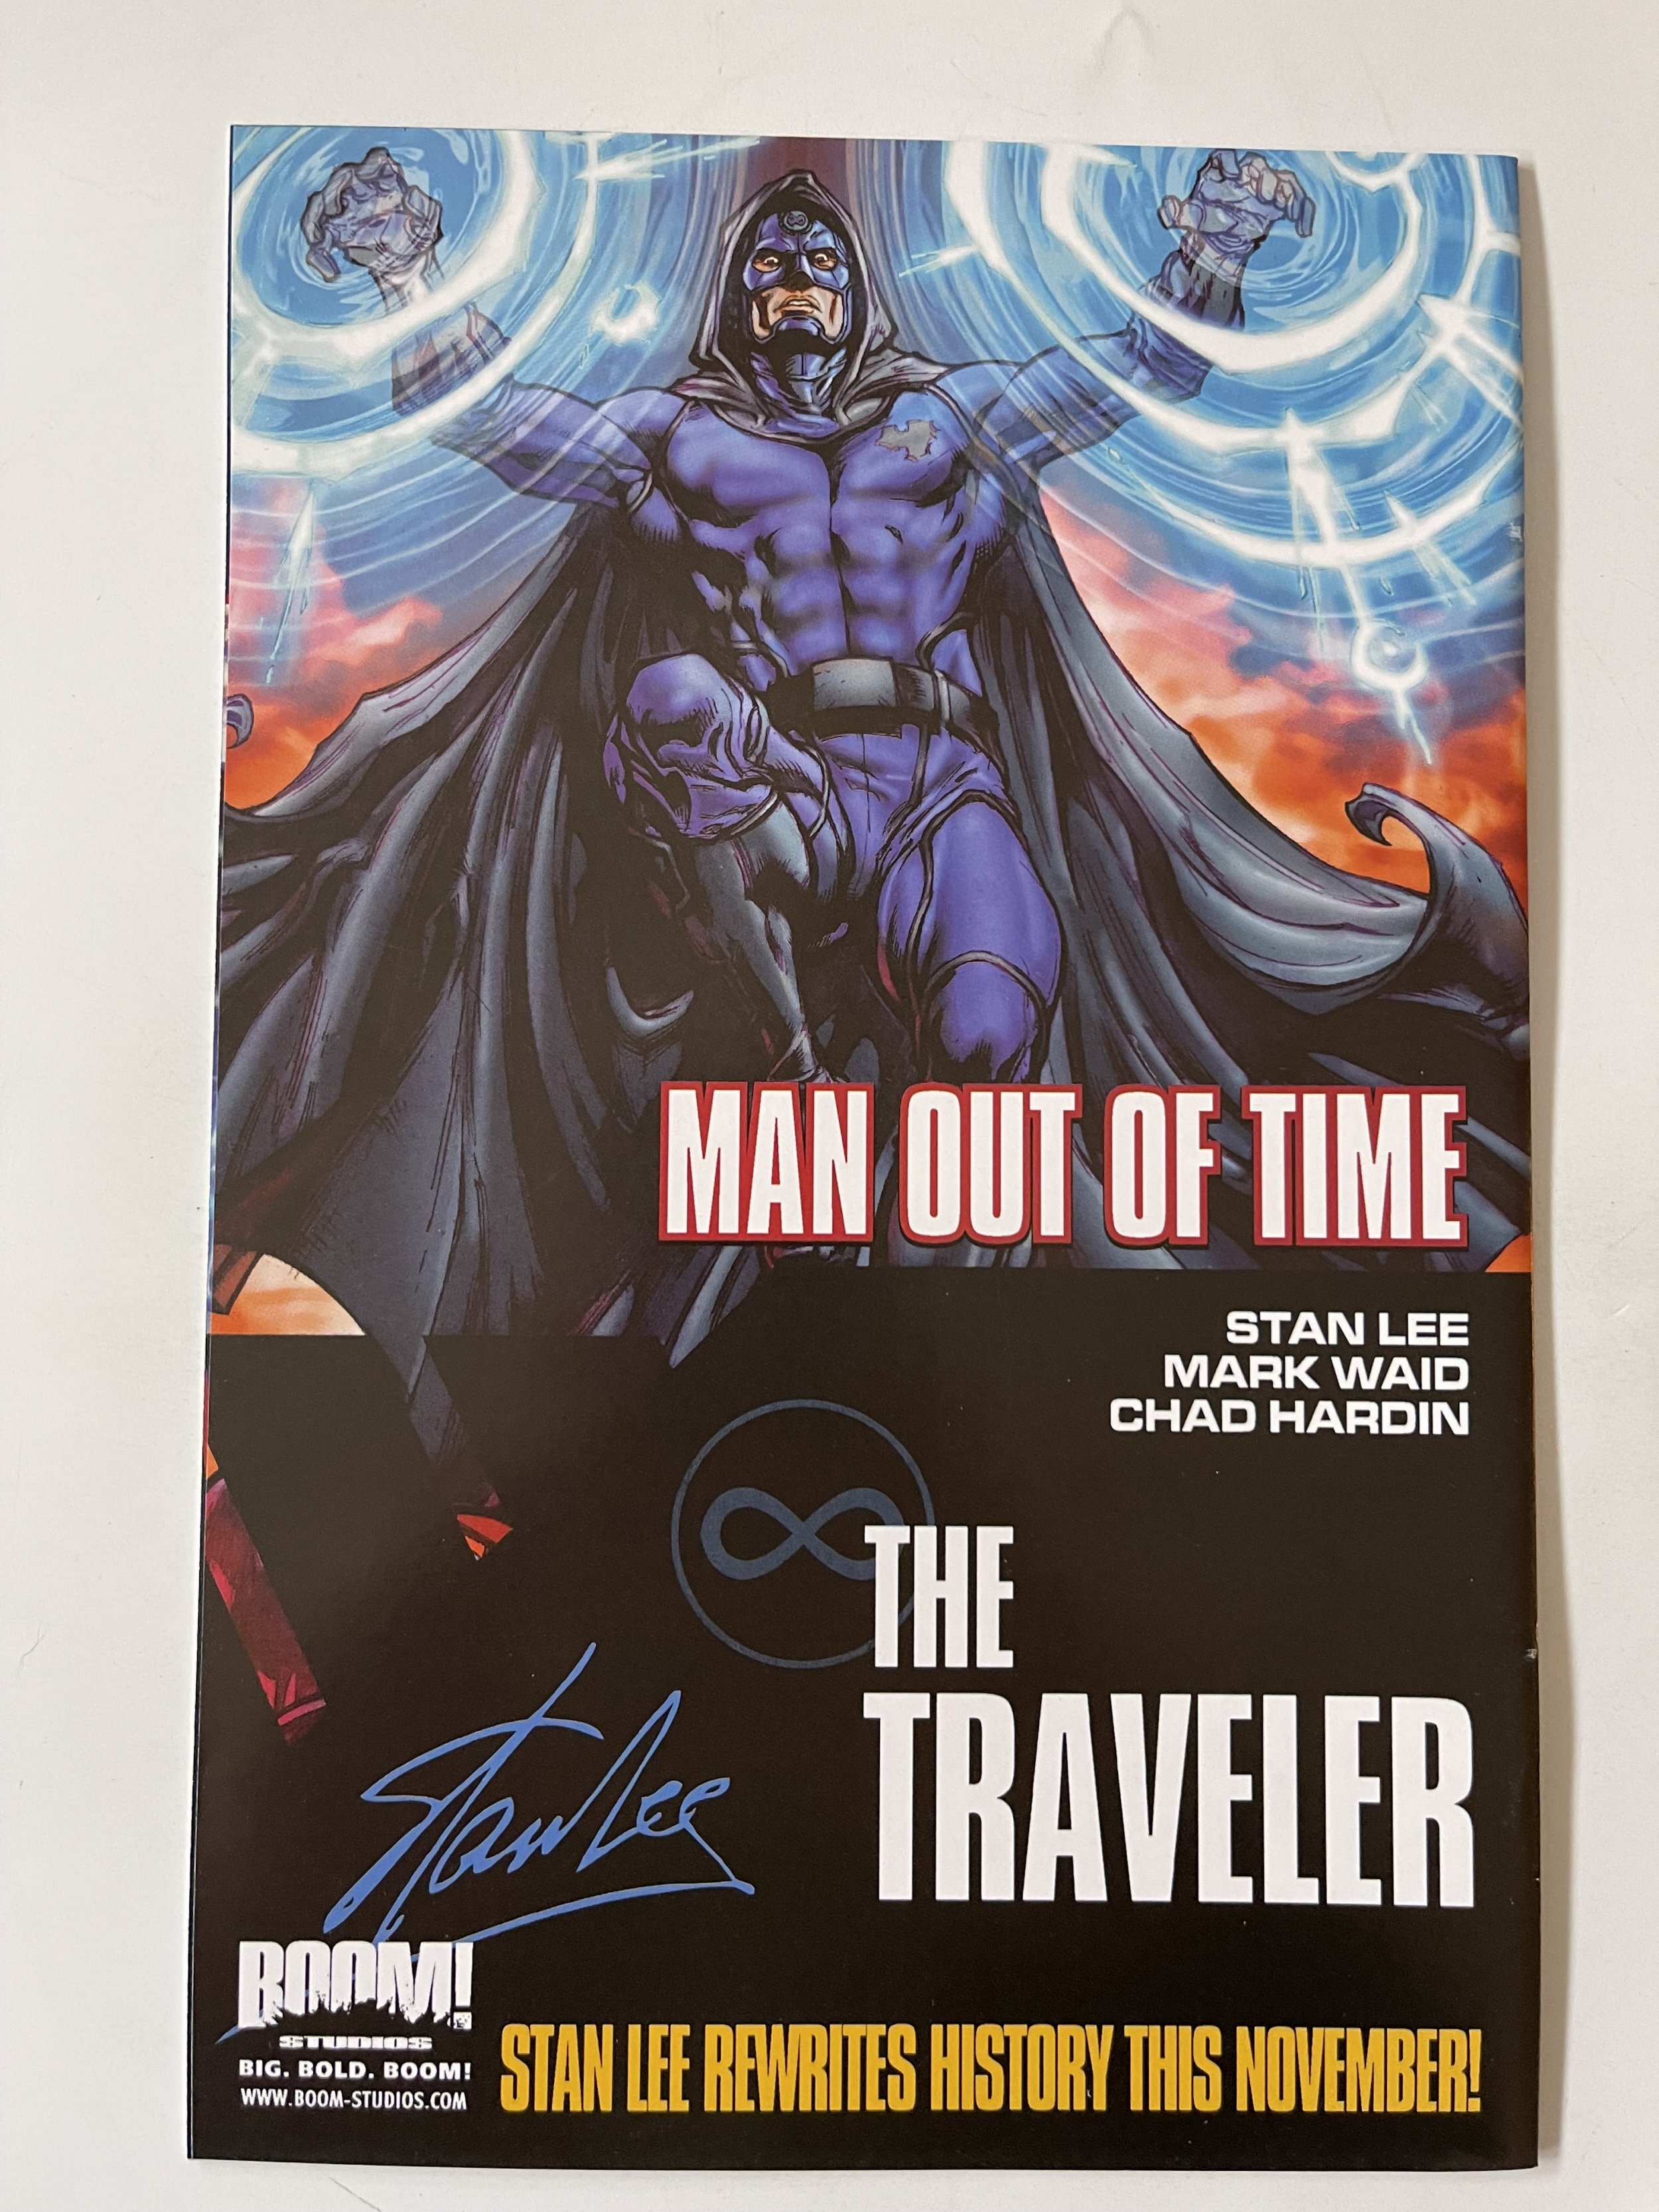 MAN OUT OF TIME
STAN LEE
MARK WAID
CHAD HARDIN
THE
TRAVELER
Stan Lee
BOOM!
STUDIOS
BIG. BOLD. BOOM!
WWW.BOOM-STUDIOS.COM
STAN LEE REWRITES HISTORY THIS NOVEMBER!